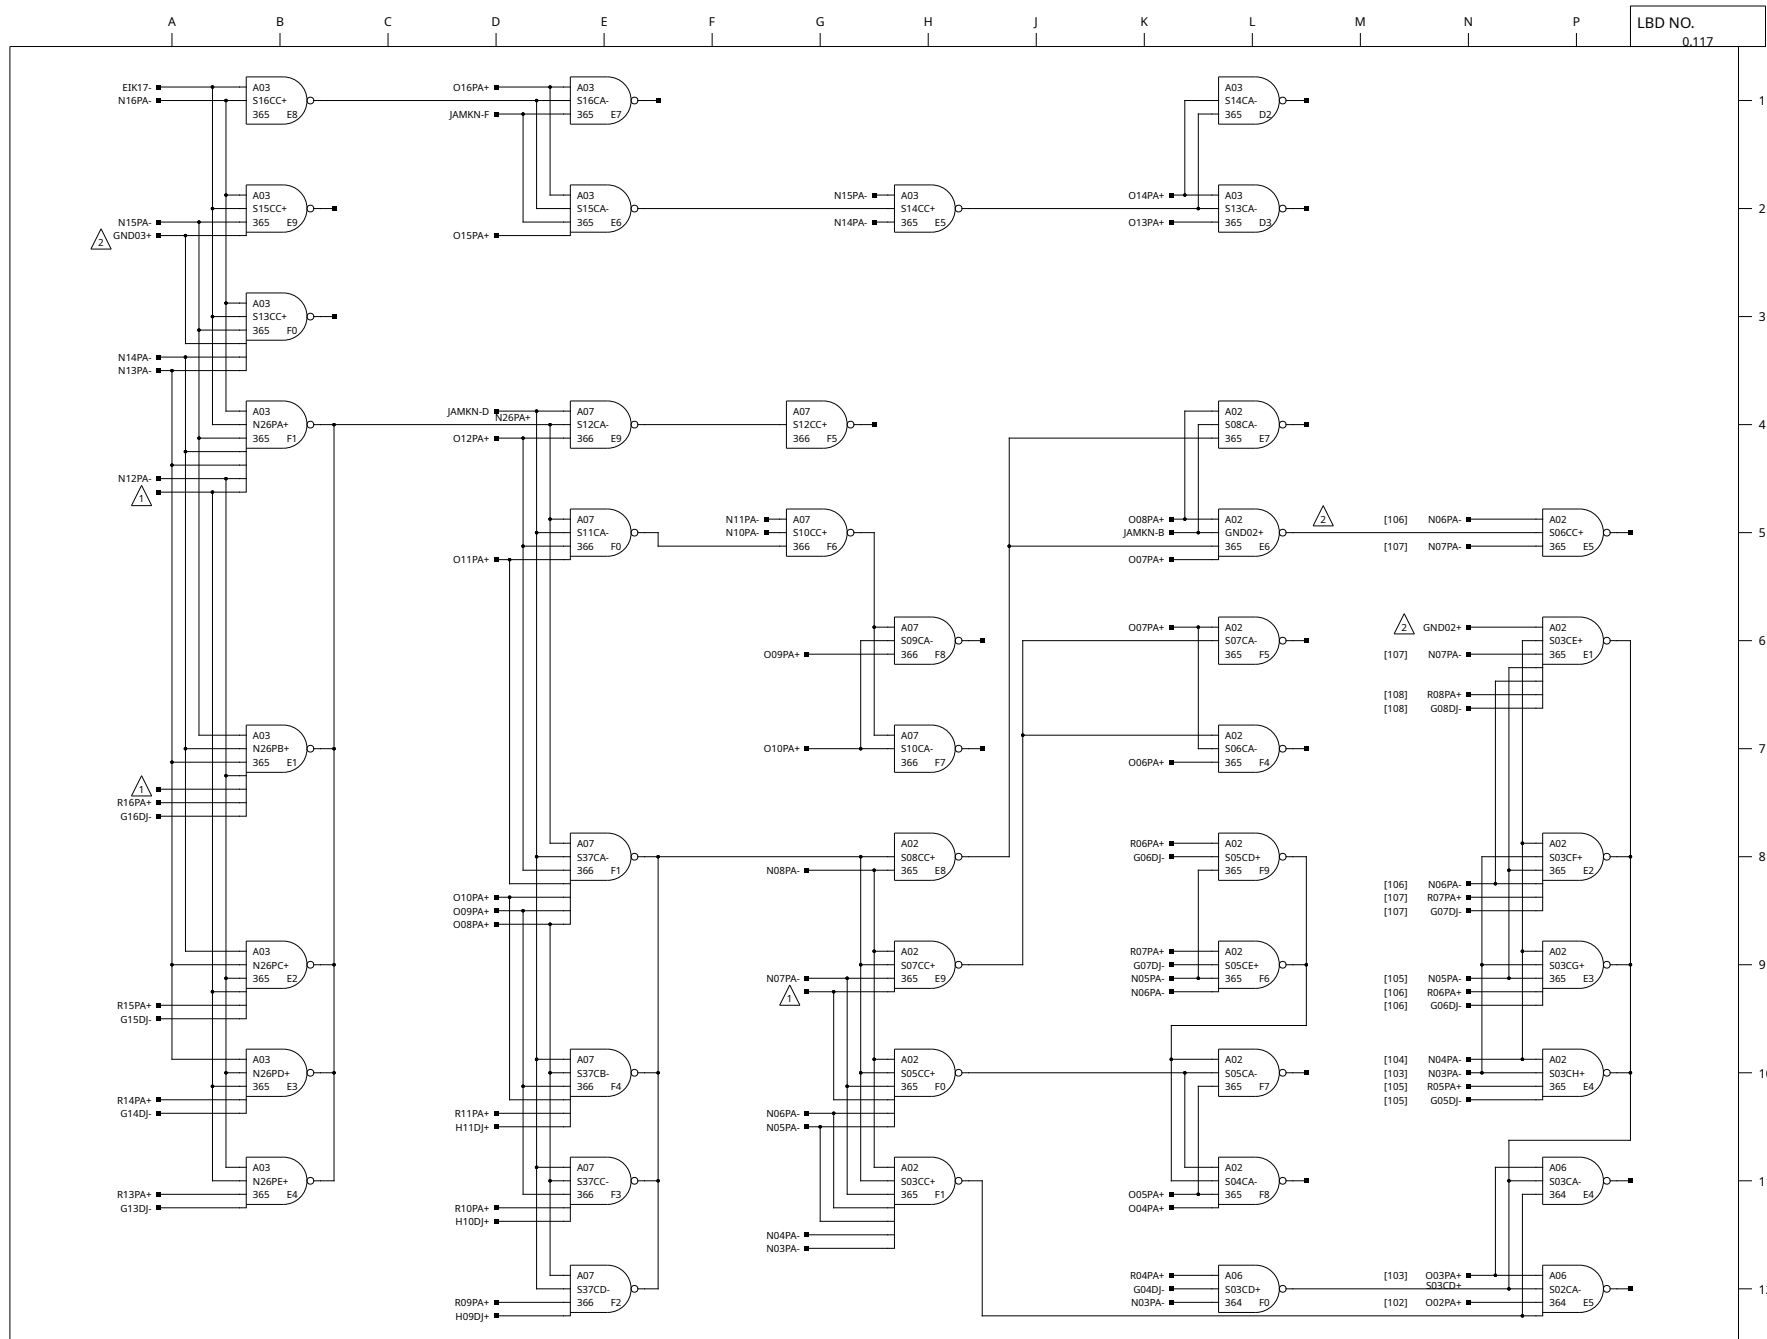 A B C D E F G H J K L M N P LBD NO.
0.117
EIK17- A03 O16PA+ A03 A03
N16PA- S16CC+ S16CA- S14CA- 1
365 E8 JAMKN-F 365 E7 365 D2
A03 A03 N15PA- A03 O14PA+ A03
S15CC+ S15CA- S14CC+ S13CA- 2
N15PA- 365 E9 365 E6 N14PA- 365 E5 O13PA+ 365 D3
2 GND03+ O15PA+
A03
S13CC+ 3
365 F0
N14PA-
N13PA-
A03 JAMKN-D A07 A07 A02
N26PA+ N26PA+ S12CA- S12CC+ S08CA- 4
365 F1 O12PA+ 366 E9 366 F5 365 E7
N12PA-
1
A07 N11PA- A07 O08PA+ A02 2 [106] N06PA- A02
S11CA- N10PA- S10CC+ JAMKN-B GND02+ S06CC+ 5
366 F0 366 F6 365 E6 [107] N07PA- 365 E5
O11PA+ O07PA+
A07 O07PA+ A02 2 GND02+ A02
S09CA- S07CA- S03CE+ 6
O09PA+ 366 F8 365 F5 [107] N07PA- 365 E1
[108] R08PA+
[108] G08DJ-
A03 A07 A02
N26PB+ O10PA+ S10CA- S06CA- 7
365 E1 366 F7 O06PA+ 365 F4
1
R16PA+
G16DJ-
A07 A02 R06PA+ A02 A02
S37CA- S08CC+ G06DJ- S05CD+ S03CF+ 8
366 F1 N08PA- 365 E8 365 F9 365 E2
[106] N06PA-
O10PA+ [107] R07PA+
O09PA+ [107] G07DJ-
O08PA+
A03 A02 R07PA+ A02 A02
N26PC+ S07CC+ G07DJ- S05CE+ S03CG+ 9
365 E2 N07PA- 365 E9 N05PA- 365 F6 [105] N05PA- 365 E3
1 N06PA- [106] R06PA+
R15PA+ [106] G06DJ-
G15DJ-
A03 A07 A02 A02 [104] N04PA- A02
N26PD+ S37CB- S05CC+ S05CA- [103] N03PA- S03CH+ 10
365 E3 366 F4 365 F0 365 F7 [105] R05PA+ 365 E4
R14PA+ [105] G05DJ-
G14DJ- R11PA+ N06PA-
H11DJ+ N05PA-
A03 A07 A02 A02 A06
N26PE+ S37CC- S03CC+ S04CA- S03CA- 11
R13PA+ 365 E4 366 F3 365 F1 O05PA+ 365 F8 364 E4
G13DJ- R10PA+ O04PA+
H10DJ+
N04PA-
N03PA-
A07 R04PA+ A06 [103] O03PA+ A06
S37CD- G04DJ- S03CD+ S03CD+ S02CA- 12
R09PA+ 366 F2 N03PA- 364 F0 [102] O02PA+ 364 E5
H09DJ+